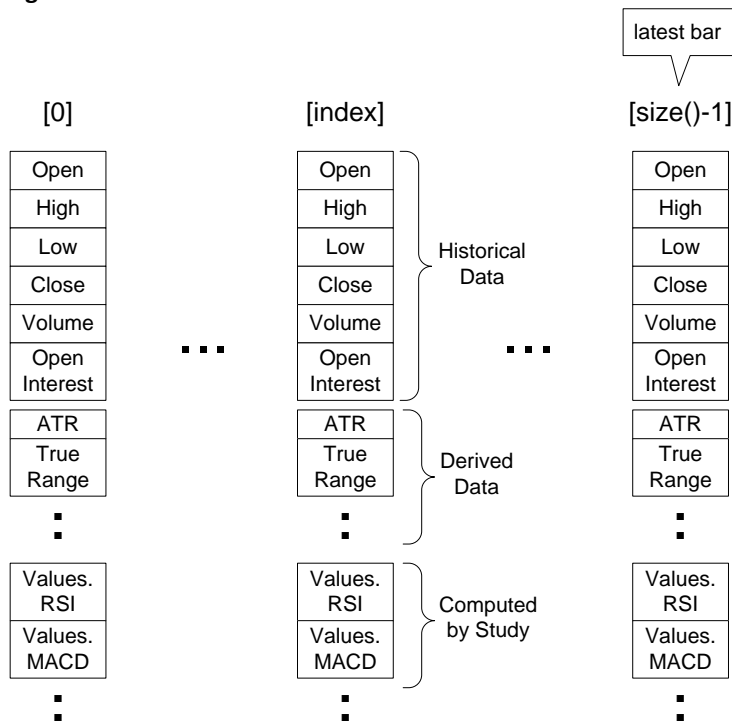 latest bar
[0]
[index]
[size()-1]
Open
High
Low
Close
Volume
Open
Interest
ATR
True
Range
Values.
RSI
Values.
MACD
Open
High
Low
Close
Volume
Open
Interest
ATR
True
Range
Values.
RSI
Values.
MACD
Historical
Data
Derived
Data
Computed
by Study
Open
High
Low
Close
Volume
Open
Interest
ATR
True
Range
Values.
RSI
Values.
MACD